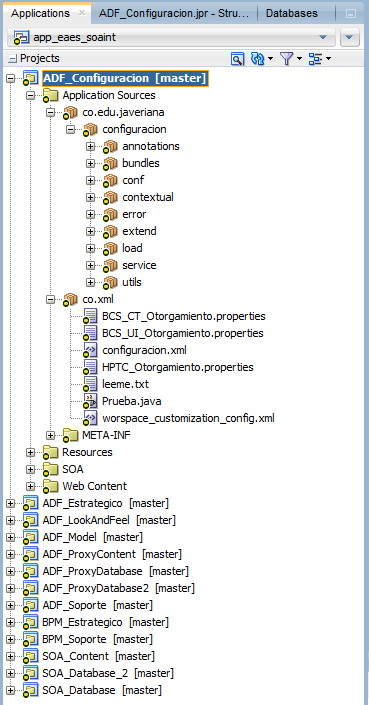 Applications
ADF_Configuracion.jpr - Stru...
Databases
app_eaes_soaint
Projects
ADF_Configuracion [master]
Application Sources
co.edu.javeriana
configuracion
annotations
bundles
conf
contextual
error
extend
load
service
utils
co.xml
BCS_CT_Otorgamiento.properties
BCS_UI_Otorgamiento.properties
configuracion.xml
HPTC_Otorgamiento.properties
leeme.txt
Prueba.java
worspace_customization_config.xml
META-INF
Resources
SOA
Web Content
ADF_Estrategico [master]
ADF_LookAndFeel [master]
ADF_Model [master]
ADF_ProxyContent [master]
ADF_ProxyDatabase [master]
ADF_ProxyDatabase2 [master]
ADF_Soporte [master]
BPM_Estrategico [master]
BPM_Soporte [master]
SOA_Content [master]
SOA_Database_2 [master]
SOA_Database [master]